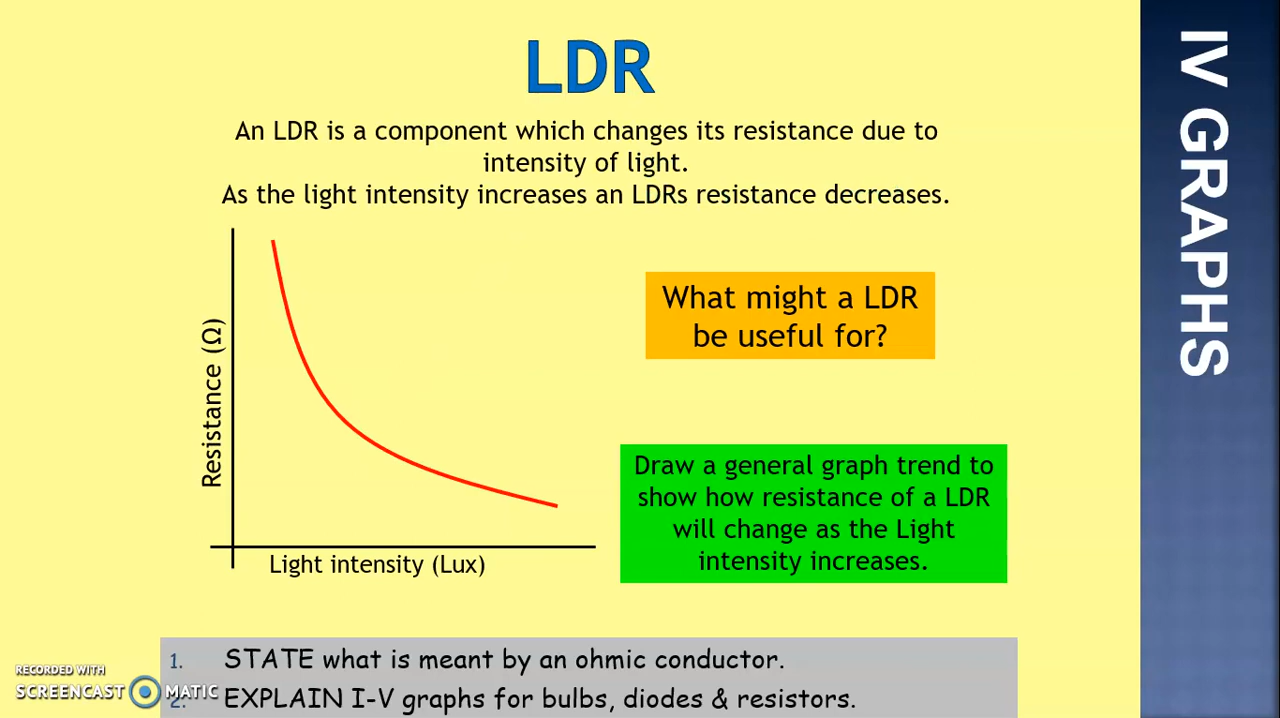 LDR
An LDR is a component which changes its resistance due to
intensity of light.
As the light intensity increases an LDRs resistance decreases.
Resistance (Ω)
Light intensity (Lux)
What might a LDR
be useful for?
Draw a general graph trend to
show how resistance of a LDR
will change as the Light
intensity increases.
1. STATE what is meant by an ohmic conductor.
2. EXPLAIN I-V graphs for bulbs, diodes & resistors.
RECORDED WITH
SCREENCAST MATIC
IV GRAPHS